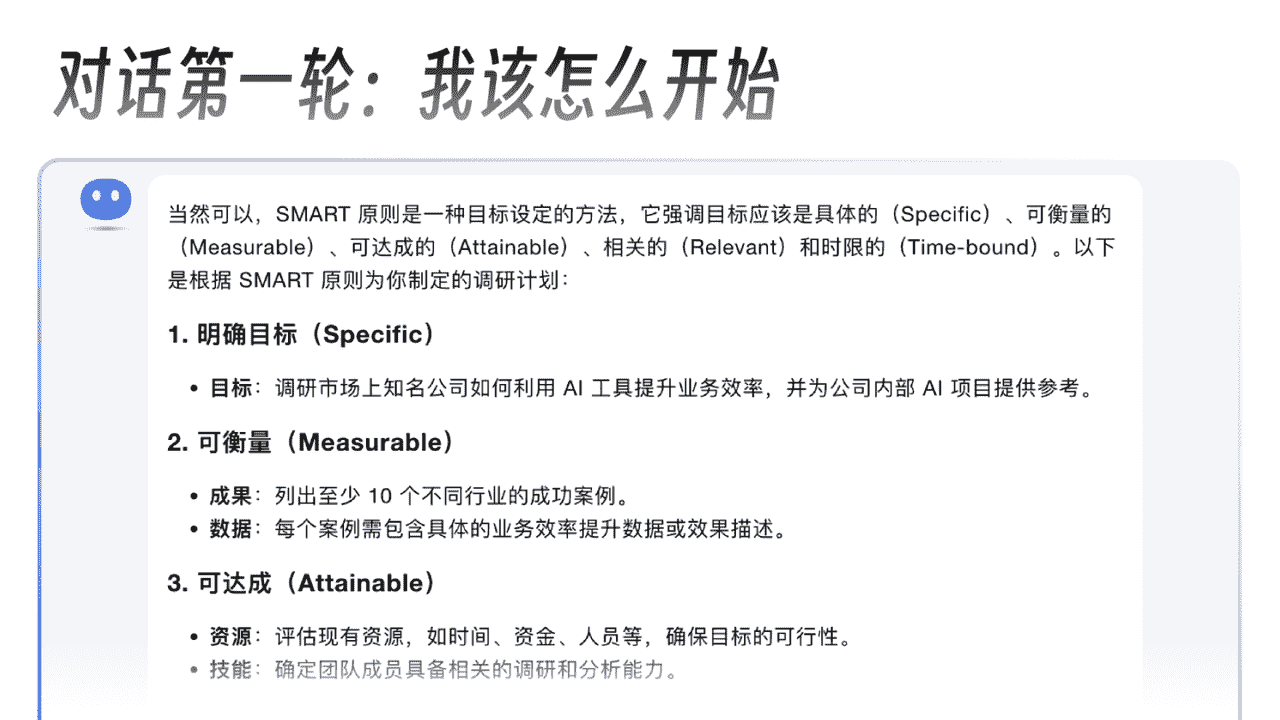 对话第一轮：我该怎么开始
当然可以，SMART 原则是一种目标设定的方法，它强调目标应该是具体的（Specific）、可衡量的
（Measurable）、可达成的（Attainable）、相关的（Relevant）和时限的（Time-bound）。以下
是根据 SMART 原则为你制定的调研计划：
1. 明确目标（Specific）
• 目标：调研市场上知名公司如何利用 AI 工具提升业务效率，并为公司内部 AI 项目提供参考。
2. 可衡量（Measurable）
• 成果：列出至少 10 个不同行业的成功案例。
• 数据：每个案例需包含具体的业务效率提升数据或效果描述。
3. 可达成（Attainable）
• 资源：评估现有资源，如时间、资金、人员等，确保目标的可行性。
• 技能：确定团队成员具备相关的调研和分析能力。